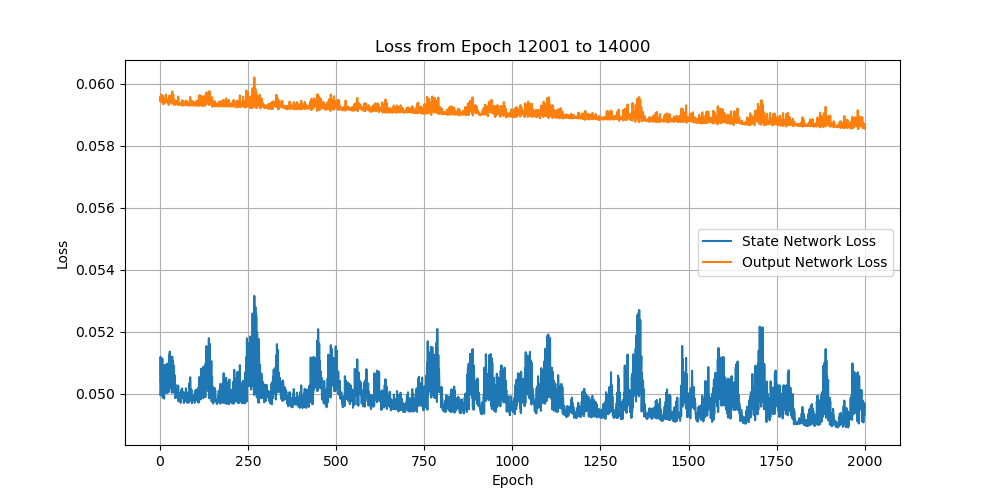 Loss from Epoch 12001 to 14000
Loss
0.060
0.058
0.056
0.054
0.052
0.050
State Network Loss
Output Network Loss
0 250 500 750 1000 1250 1500 1750 2000
Epoch